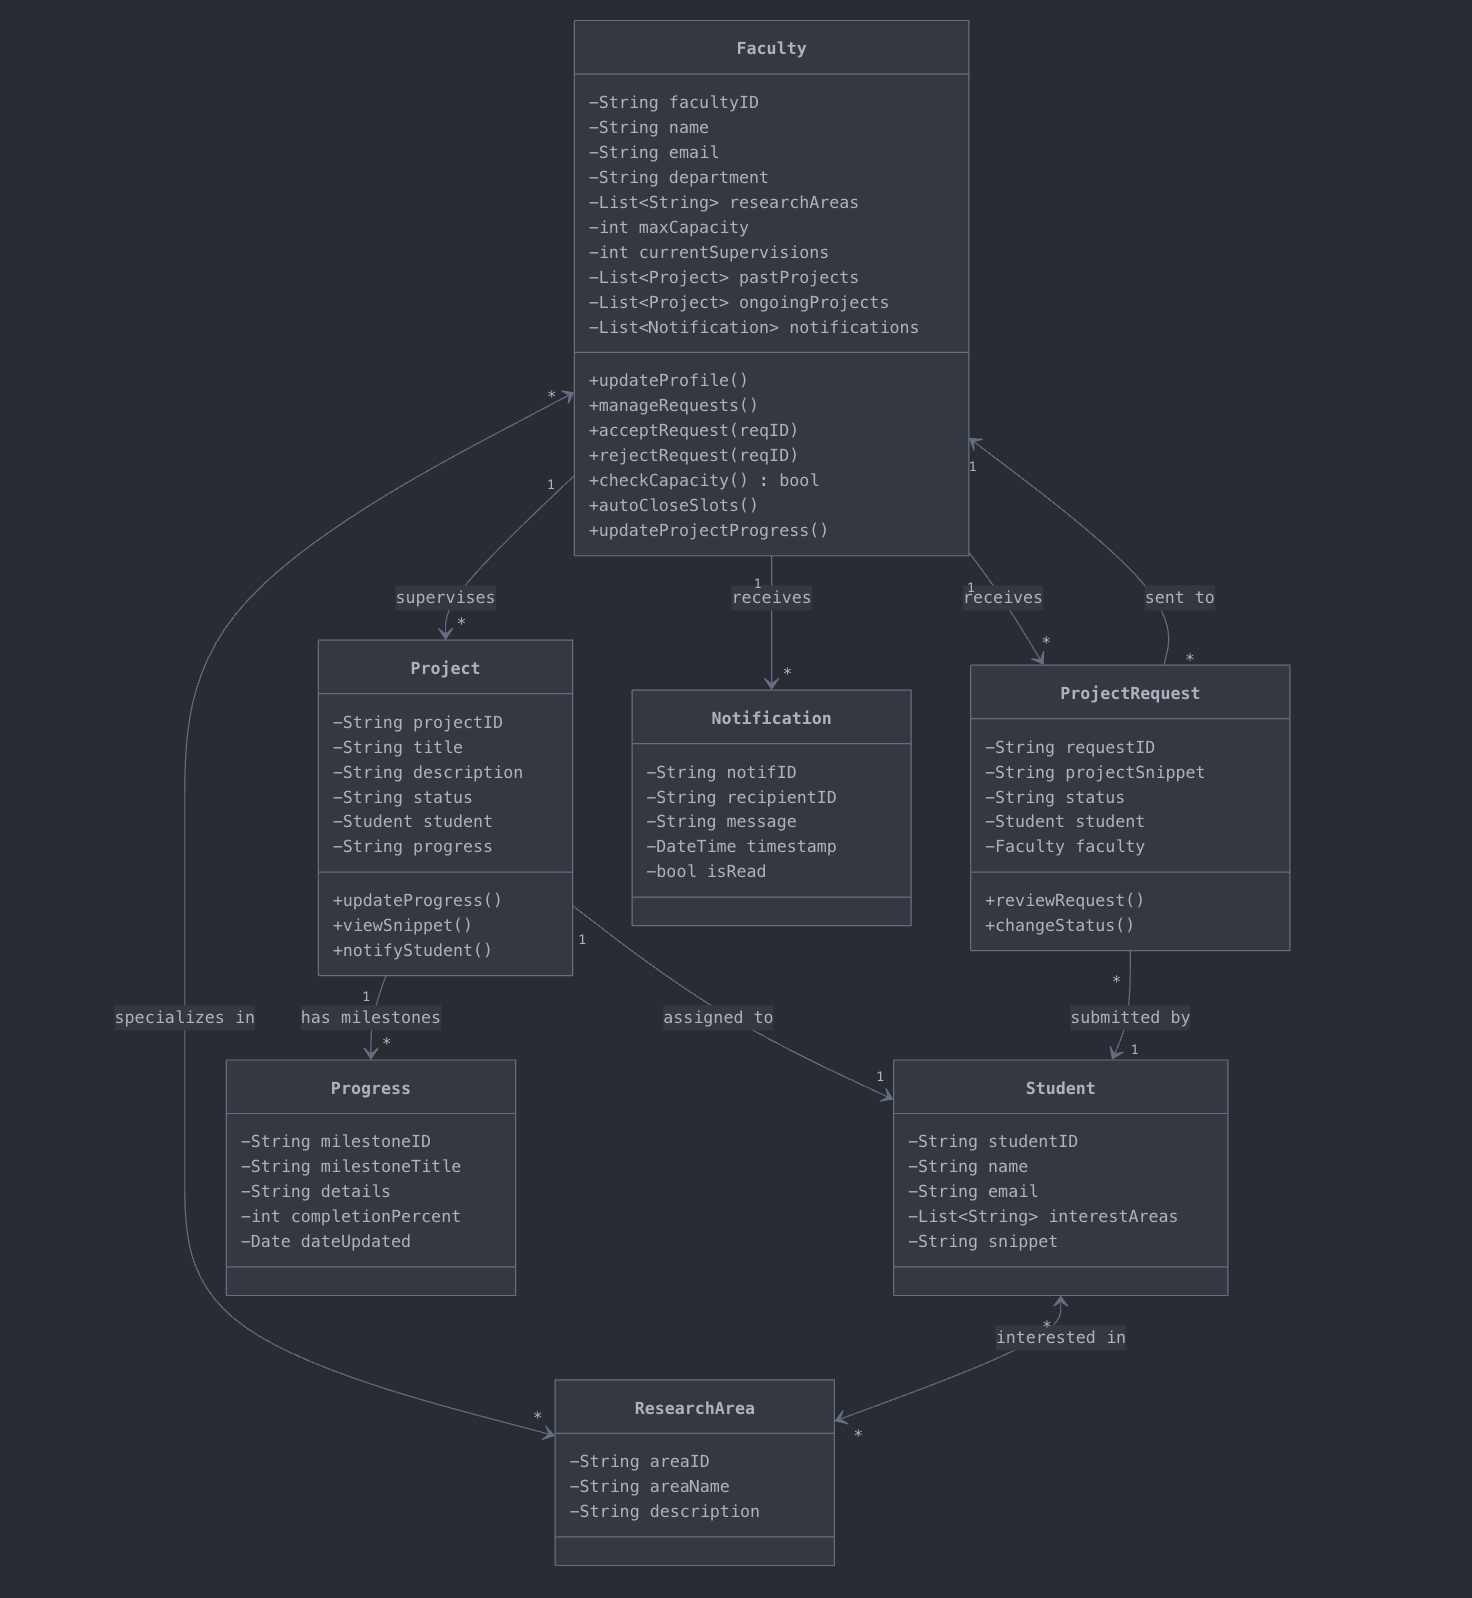 Faculty
-String facultyID
-String name
-String email
-String department
-List<String> researchAreas
-int maxCapacity
-int currentSupervisions
-List<Project> pastProjects
-List<Project> ongoingProjects
-List<Notification> notifications
+updateProfile()
+manageRequests()
+acceptRequest(reqID)
+rejectRequest(reqID)
+checkCapacity() : bool
+autoCloseSlots()
+updateProjectProgress()
*
1
1
1
1
supervises
receives
receives
sent to
*
*
*
*
Project
-String projectID
-String title
-String description
-String status
-Student student
-String progress
+updateProgress()
+viewSnippet()
+notifyStudent()
Notification
-String notifID
-String recipientID
-String message
-DateTime timestamp
-bool isRead
ProjectRequest
-String requestID
-String projectSnippet
-String status
-Student student
-Faculty faculty
+reviewRequest()
+changeStatus()
1
1
*
specializes in
has milestones
assigned to
submitted by
*
1
1
Progress
-String milestoneID
-String milestoneTitle
-String details
-int completionPercent
-Date dateUpdated
Student
-String studentID
-String name
-String email
-List<String> interestAreas
-String snippet
*
interested in
*
*
ResearchArea
-String areaID
-String areaName
-String description